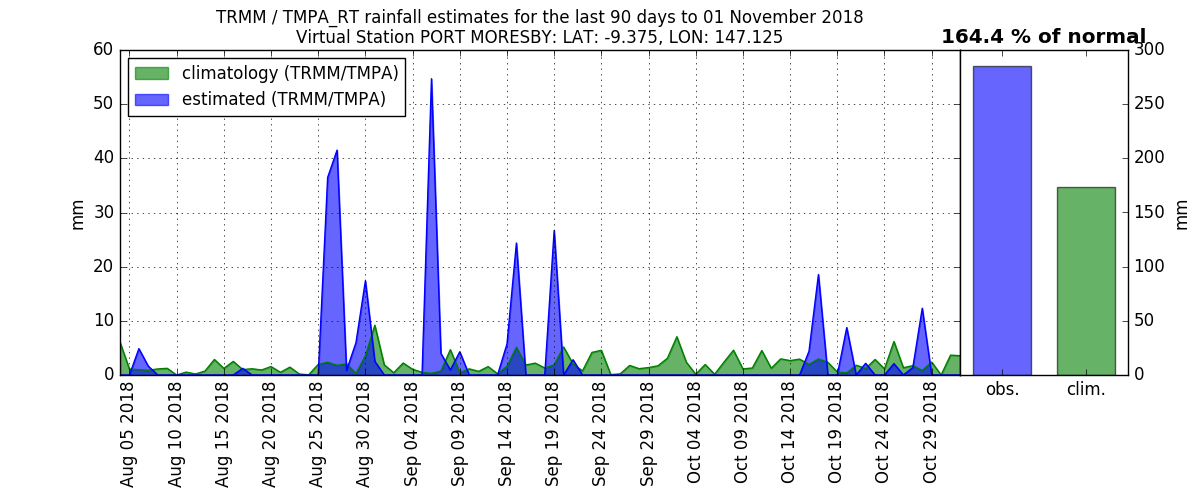 TRMM / TMPA_RT rainfall estimates for the last 90 days to 01 November 2018
Virtual Station PORT MORESBY: LAT: -9.375, LON: 147.125
164.4 % of normal
climatology (TRMM/TMPA)
estimated (TRMM/TMPA)
60
50
40
30
20
10
0
mm
Aug 05 2018
Aug 10 2018
Aug 15 2018
Aug 20 2018
Aug 25 2018
Aug 30 2018
Sep 04 2018
Sep 09 2018
Sep 14 2018
Sep 19 2018
Sep 24 2018
Sep 29 2018
Oct 04 2018
Oct 09 2018
Oct 14 2018
Oct 19 2018
Oct 24 2018
Oct 29 2018
obs.
clim.
300
250
200
150
100
50
0
mm